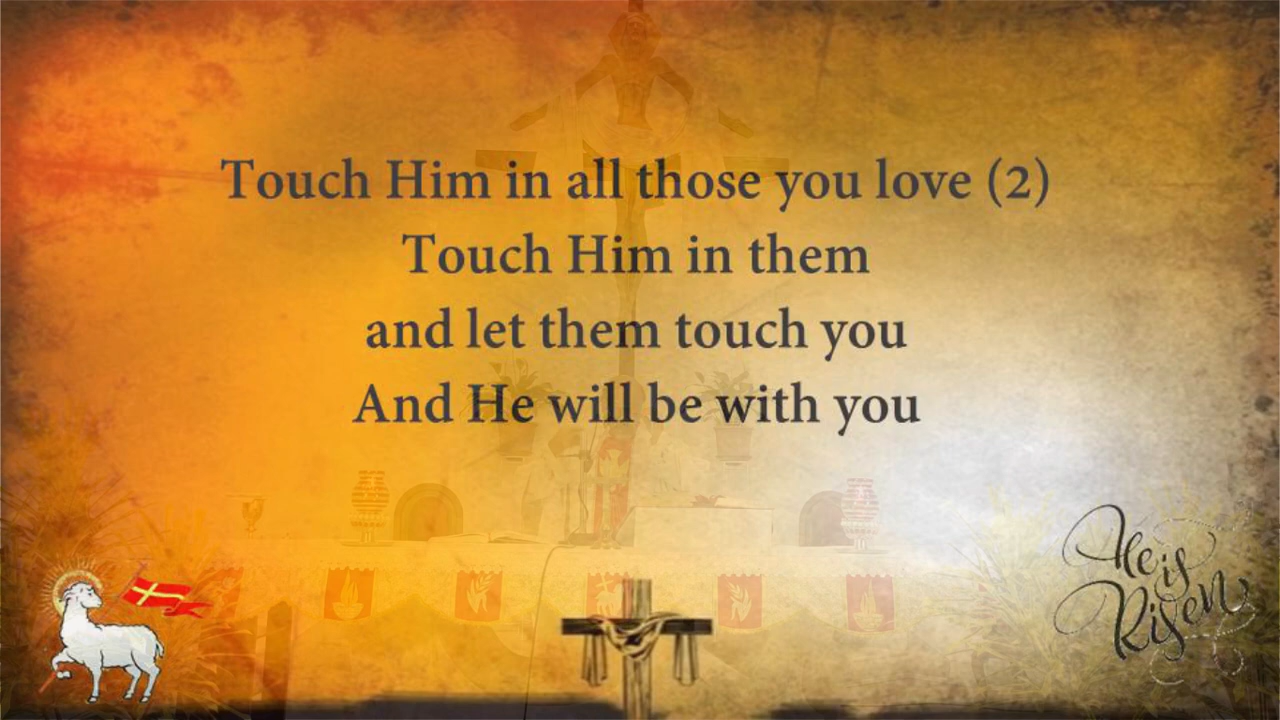 Touch Him in all those you love (2)
Touch Him in them
and let them touch you
And He will be with you
He is
Risen